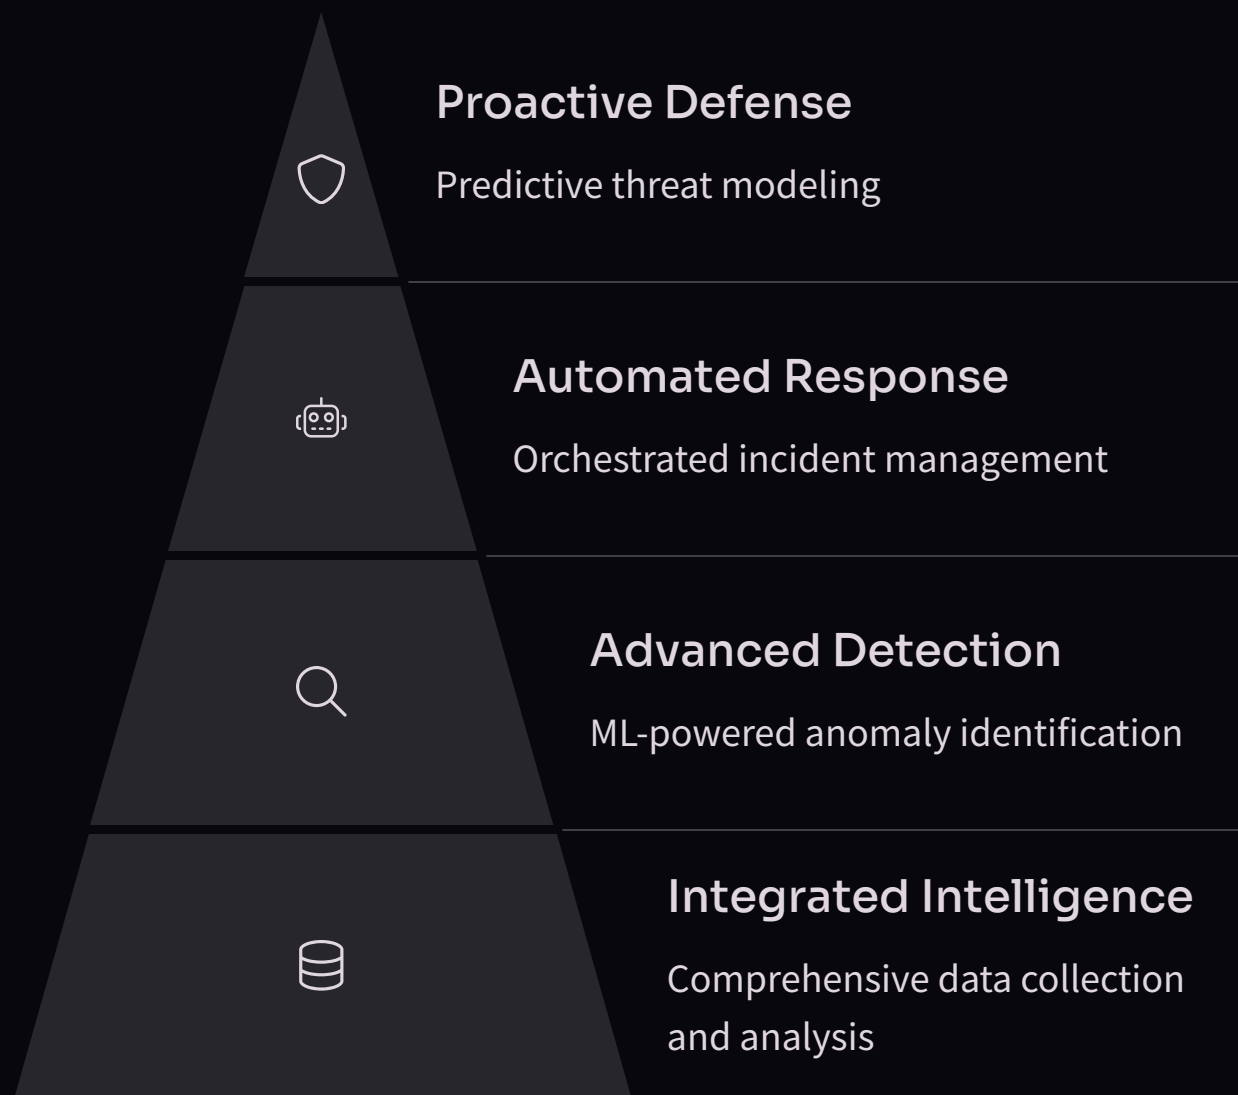 Proactive Defense
Predictive threat modeling
Automated Response
Orchestrated incident management
Advanced Detection
ML-powered anomaly identification
Integrated Intelligence
Comprehensive data collection
and analysis